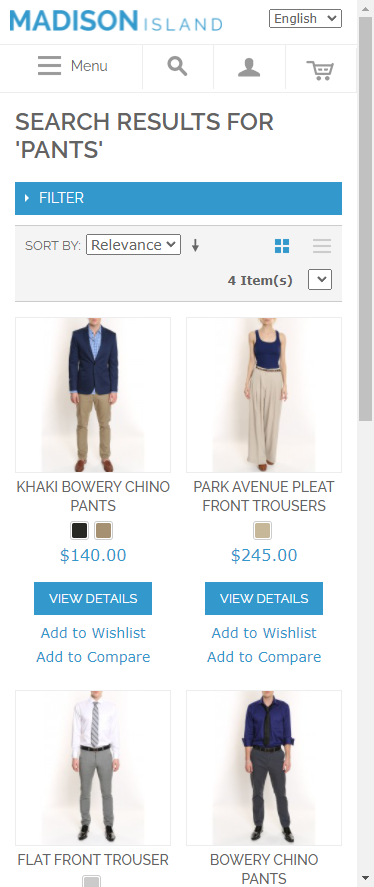 MADISON ISLAND
English
Menu
SEARCH RESULTS FOR
'PANTS'
FILTER
SORT BY: Relevance
4 Item(s)
KHAKI BOWERY CHINO
PANTS
$140.00
VIEW DETAILS
Add to Wishlist
Add to Compare
PARK AVENUE PLEAT
FRONT TROUSERS
$245.00
VIEW DETAILS
Add to Wishlist
Add to Compare
FLAT FRONT TROUSER
BOWERY CHINO
PANTS